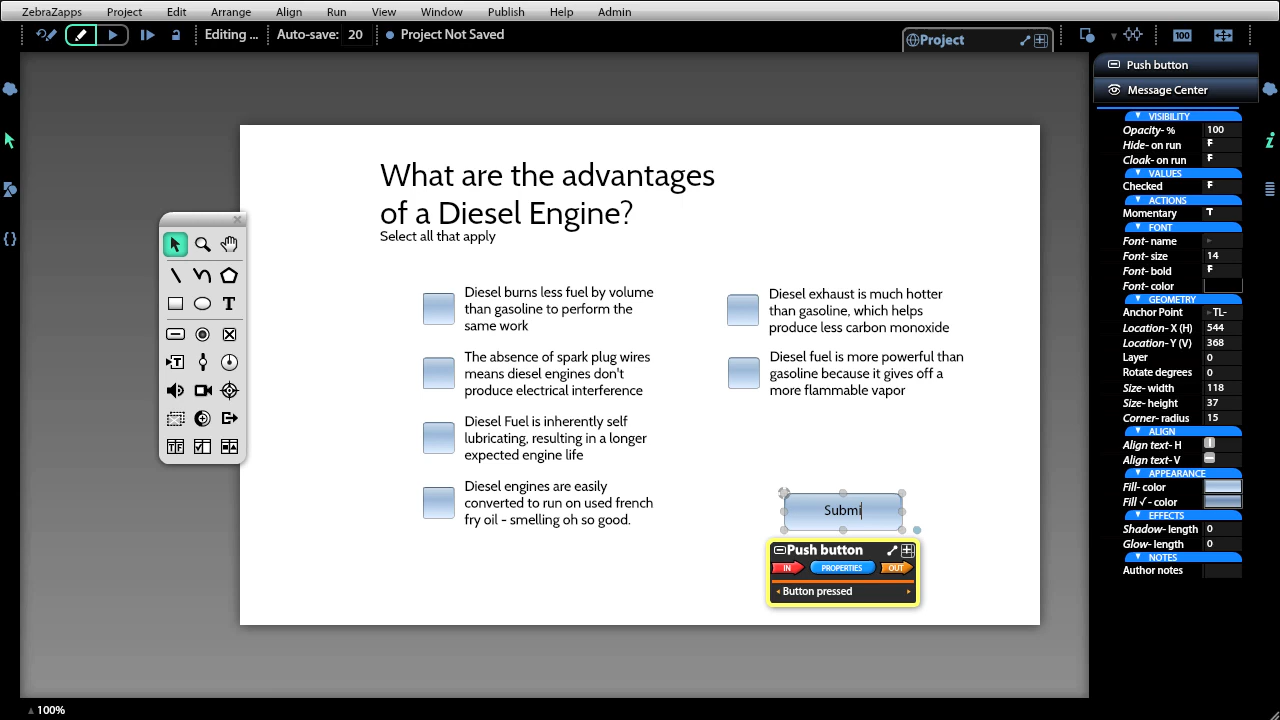 ZebraZapps Project Edit Arrange Align Run View Window Publish Help Admin
Editing ... Auto-save: 20 Project Not Saved
Project
100
Push button
Message Center
VISIBILITY
Opacity- % 100
Hide- on run F
Cloak- on run F
VALUES
Checked F
ACTIONS
Momentary T
FONT
Font- name
Font- size 14
Font- bold F
Font- color
GEOMETRY
Anchor Point TL-
Location- X (H) 544
Location- Y (V) 368
Layer 0
Rotate degrees 0
Size- width 118
Size- height 37
Corner- radius 15
ALIGN
Align text- H
Align text- V
APPEARANCE
Fill- color
Fill ✓ - color
EFFECTS
Shadow- length 0
Glow- length 0
NOTES
Author notes
What are the advantages
of a Diesel Engine?
Select all that apply
Diesel burns less fuel by volume
than gasoline to perform the
same work
The absence of spark plug wires
means diesel engines don't
produce electrical interference
Diesel Fuel is inherently self
lubricating, resulting in a longer
expected engine life
Diesel engines are easily
converted to run on used french
fry oil - smelling oh so good.
Diesel exhaust is much hotter
than gasoline, which helps
produce less carbon monoxide
Diesel fuel is more powerful than
gasoline because it gives off a
more flammable vapor
Submi
Push button
IN PROPERTIES OUT
Button pressed
100%